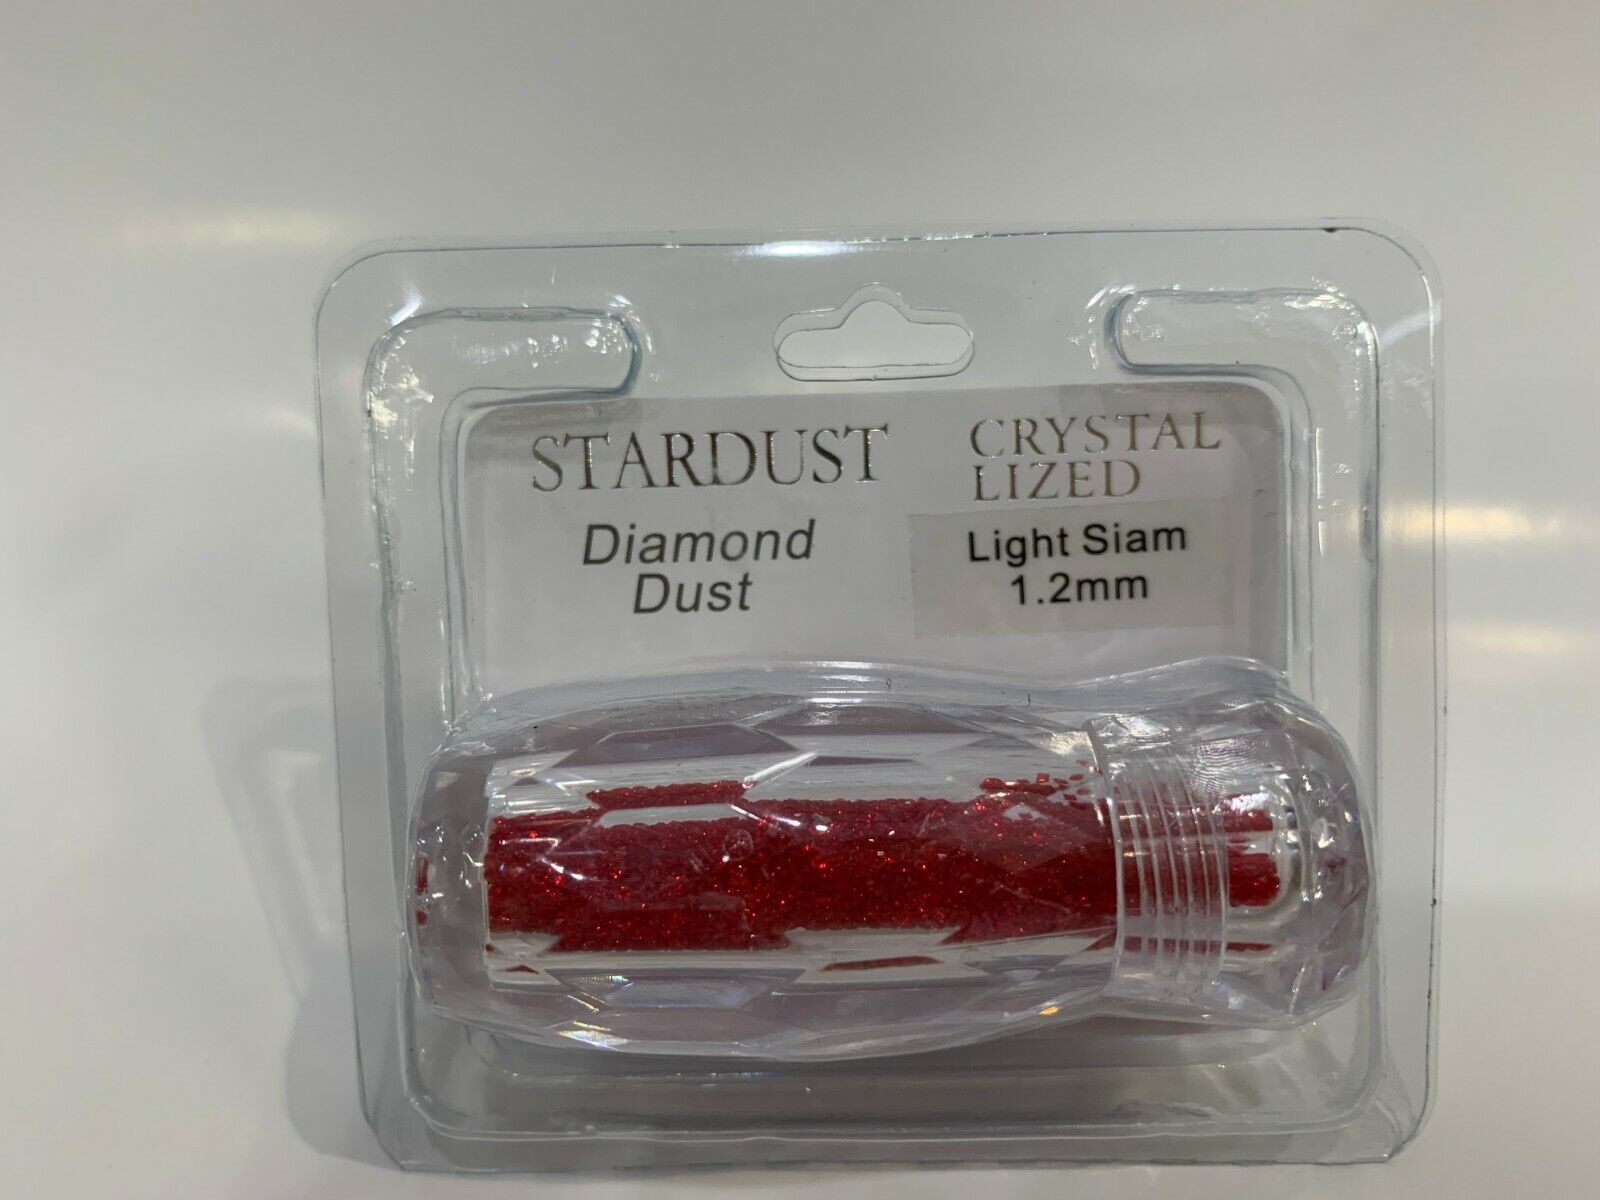 STARDUST
Diamond
Dust
CRYSTAL
LIZED
Light Siam
1.2mm